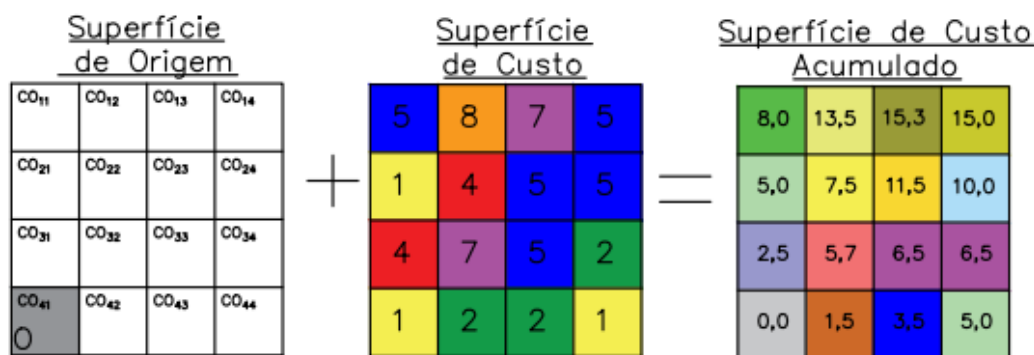 Superfície
de Origem
CO11 CO12 CO13 CO14
CO21 CO22 CO23 CO24
CO31 CO32 CO33 CO34
CO41 CO42 CO43 CO44
0
+
Superfície
de Custo
5 8 7 5
1 4 5 5
4 7 5 2
1 2 2 1
=
Superfície de Custo
Acumulado
8,0 13,5 15,3 15,0
5,0 7,5 11,5 10,0
2,5 5,7 6,5 6,5
0,0 1,5 3,5 5,0